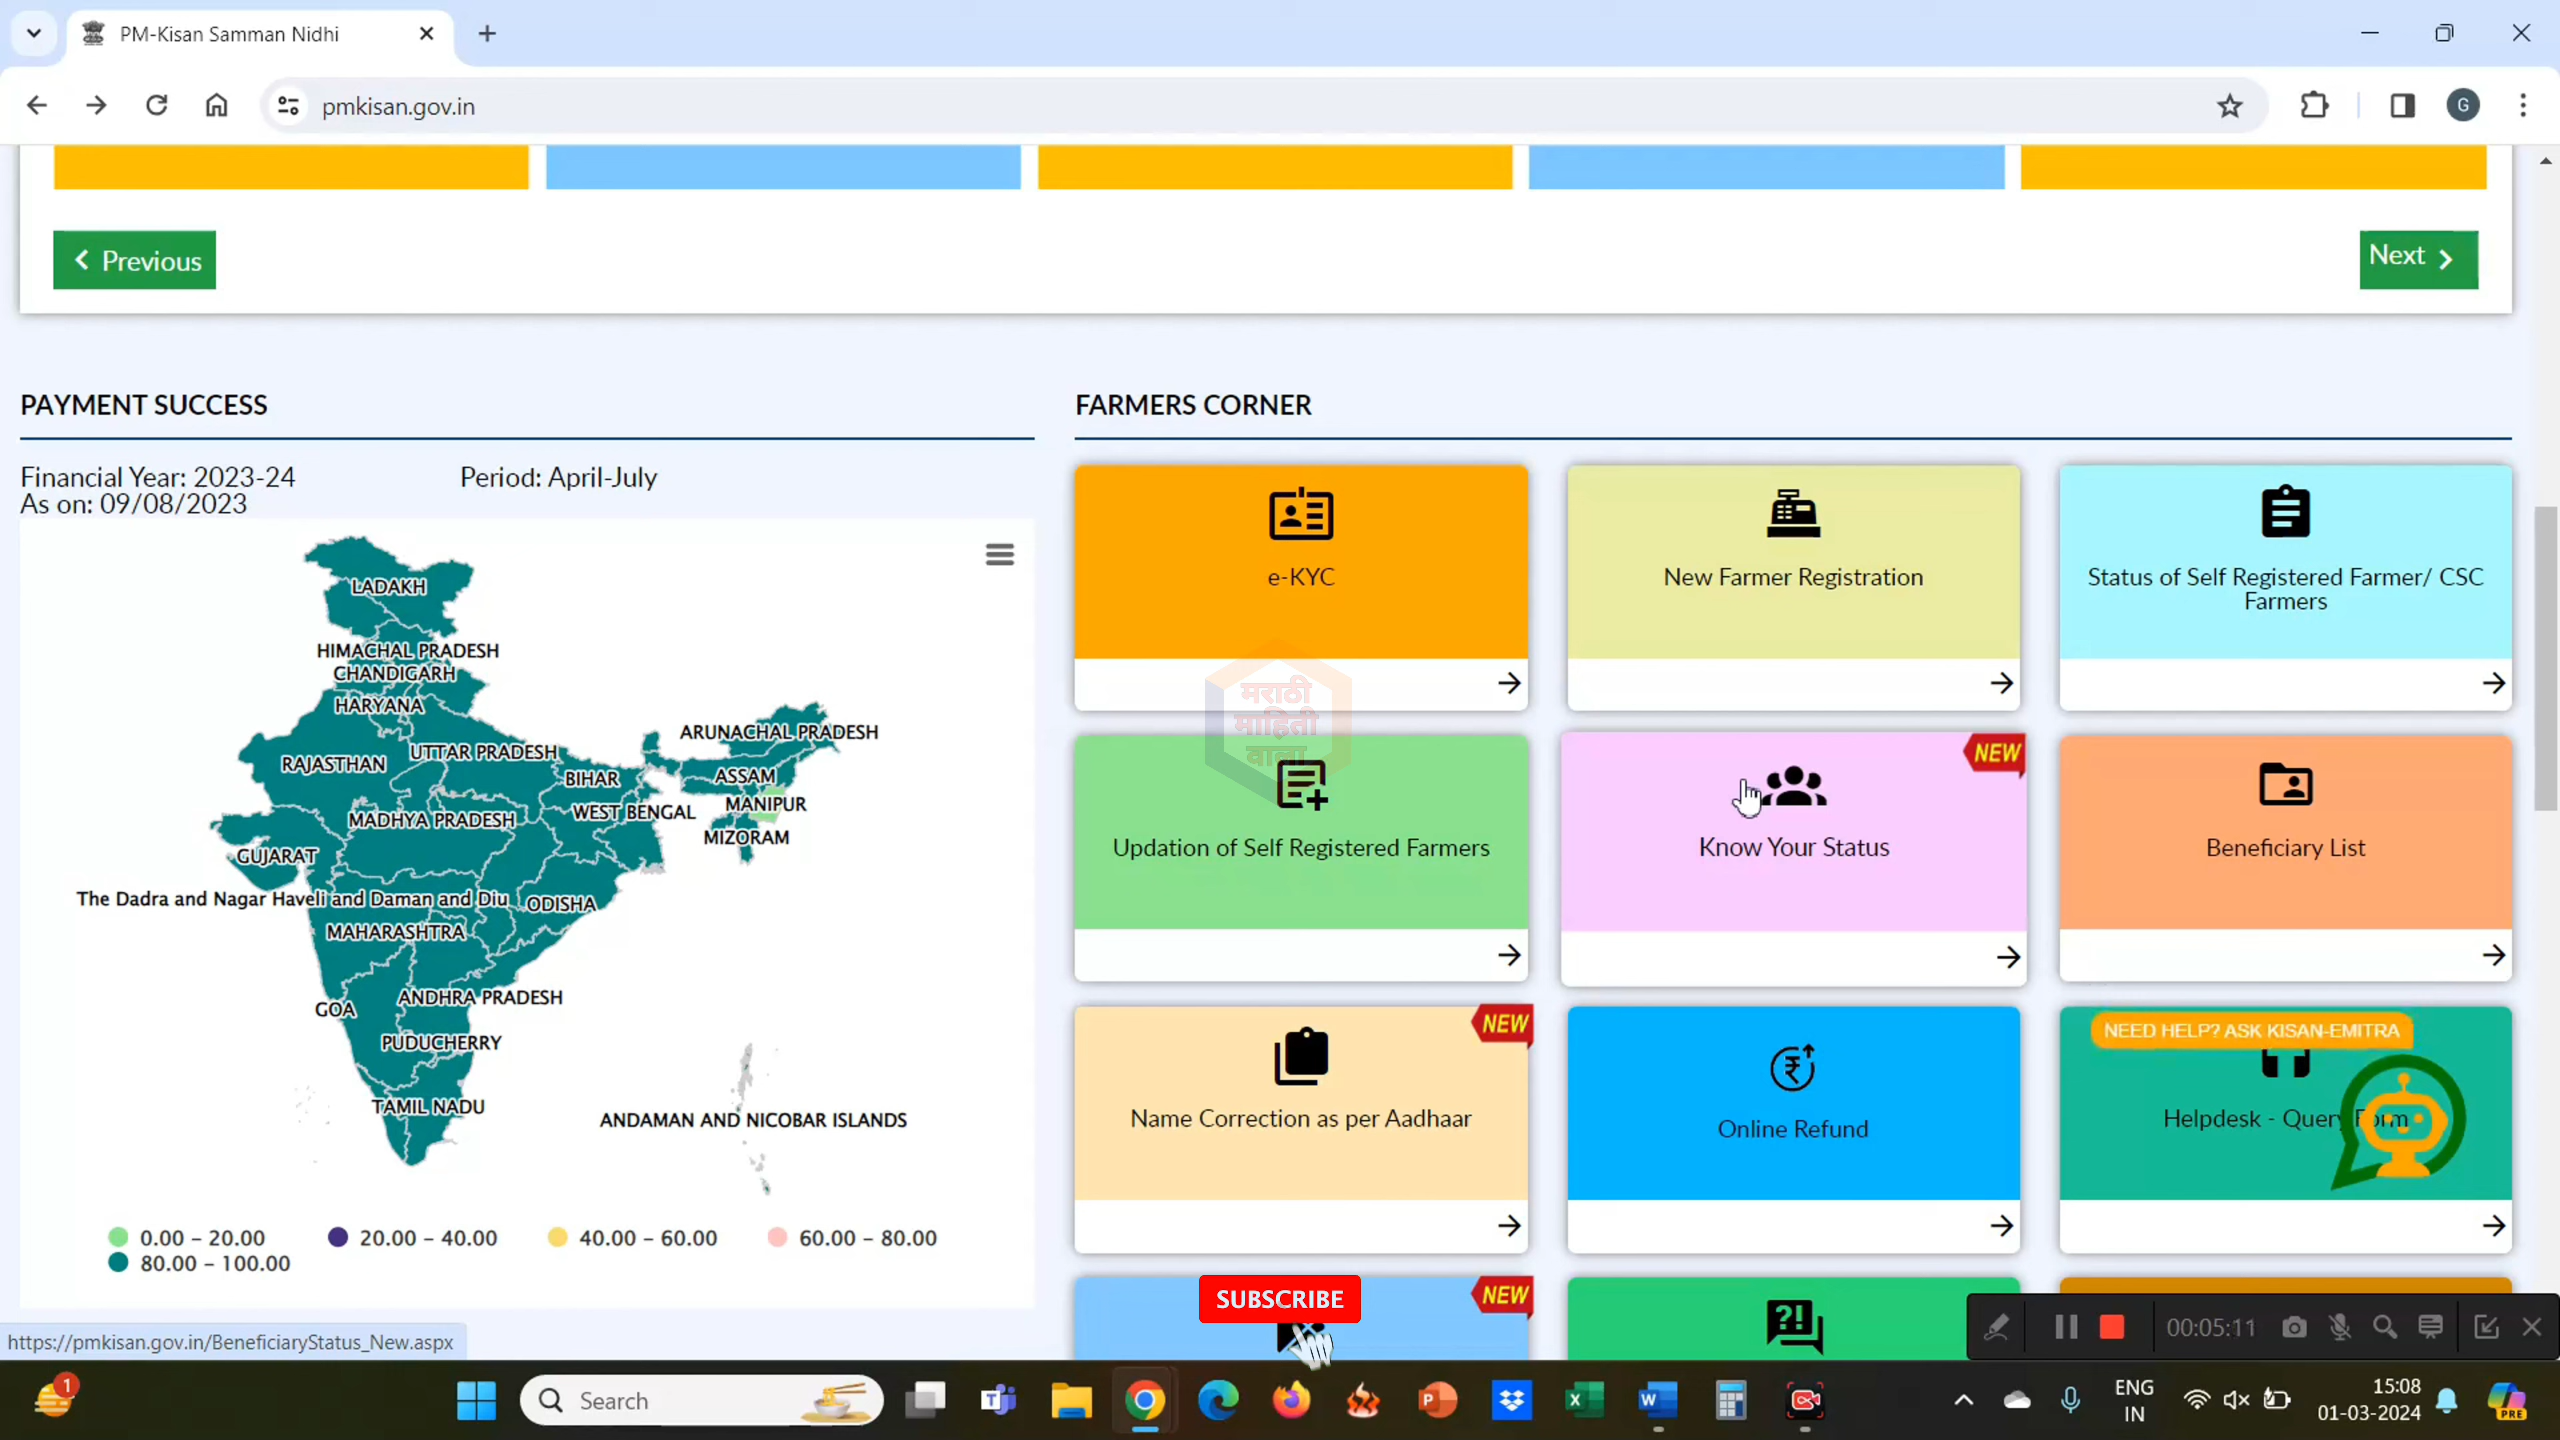 PM-Kisan Samman Nidhi
pmkisan.gov.in
G
Previous
Next
PAYMENT SUCCESS
Financial Year: 2023-24 Period: April-July
As on: 09/08/2023
LADAKH
HIMACHAL PRADESH
CHANDIGARH
HARYANA
ARUNACHAL PRADESH
UTTAR PRADESH
RAJASTHAN
BIHAR
ASSAM
MANIPUR
WEST BENGAL
MADHYA PRADESH
MIZORAM
GUJARAT
The Dadra and Nagar Haveli and Daman and Diu
ODISHA
MAHARASHTRA
ANDHRA PRADESH
GOA
PUDUCHERRY
TAMIL NADU
ANDAMAN AND NICOBAR ISLANDS
0.00 – 20.00 20.00 – 40.00 40.00 – 60.00 60.00 – 80.00
80.00 – 100.00
FARMERS CORNER
e-KYC
New Farmer Registration
Status of Self Registered Farmer/ CSC
Farmers
मराठी
माहिती
वाला
Updation of Self Registered Farmers
NEW
Know Your Status
Beneficiary List
NEW
Name Correction as per Aadhaar
Online Refund
NEED HELP? ASK KISAN-EMITRA
Helpdesk - Query Form
NEW
SUBSCRIBE
?!
00:05:11
https://pmkisan.gov.in/BeneficiaryStatus_New.aspx
1
Search
ENG
IN
15:08
01-03-2024
PRE